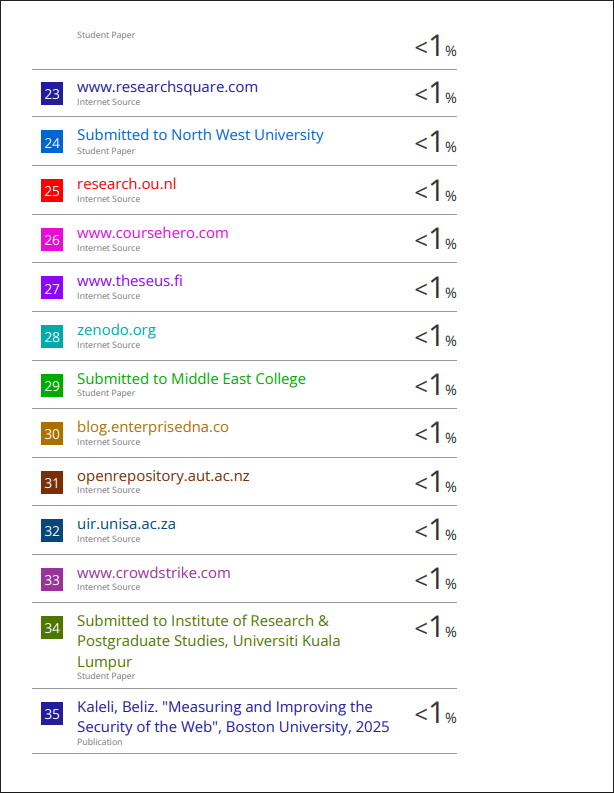 Student Paper
<1%
23 www.researchsquare.com <1%
Internet Source
24 Submitted to North West University <1%
Student Paper
25 research.ou.nl <1%
Internet Source
26 www.coursehero.com <1%
Internet Source
27 www.theseus.fi <1%
Internet Source
28 zenodo.org <1%
Internet Source
29 Submitted to Middle East College <1%
Student Paper
30 blog.enterprisedna.co <1%
Internet Source
31 openrepository.aut.ac.nz <1%
Internet Source
32 uir.unisa.ac.za <1%
Internet Source
33 www.crowdstrike.com <1%
Internet Source
34 Submitted to Institute of Research & <1%
Postgraduate Studies, Universiti Kuala
Lumpur
Student Paper
35 Kaleli, Beliz. "Measuring and Improving the <1%
Security of the Web", Boston University, 2025
Publication